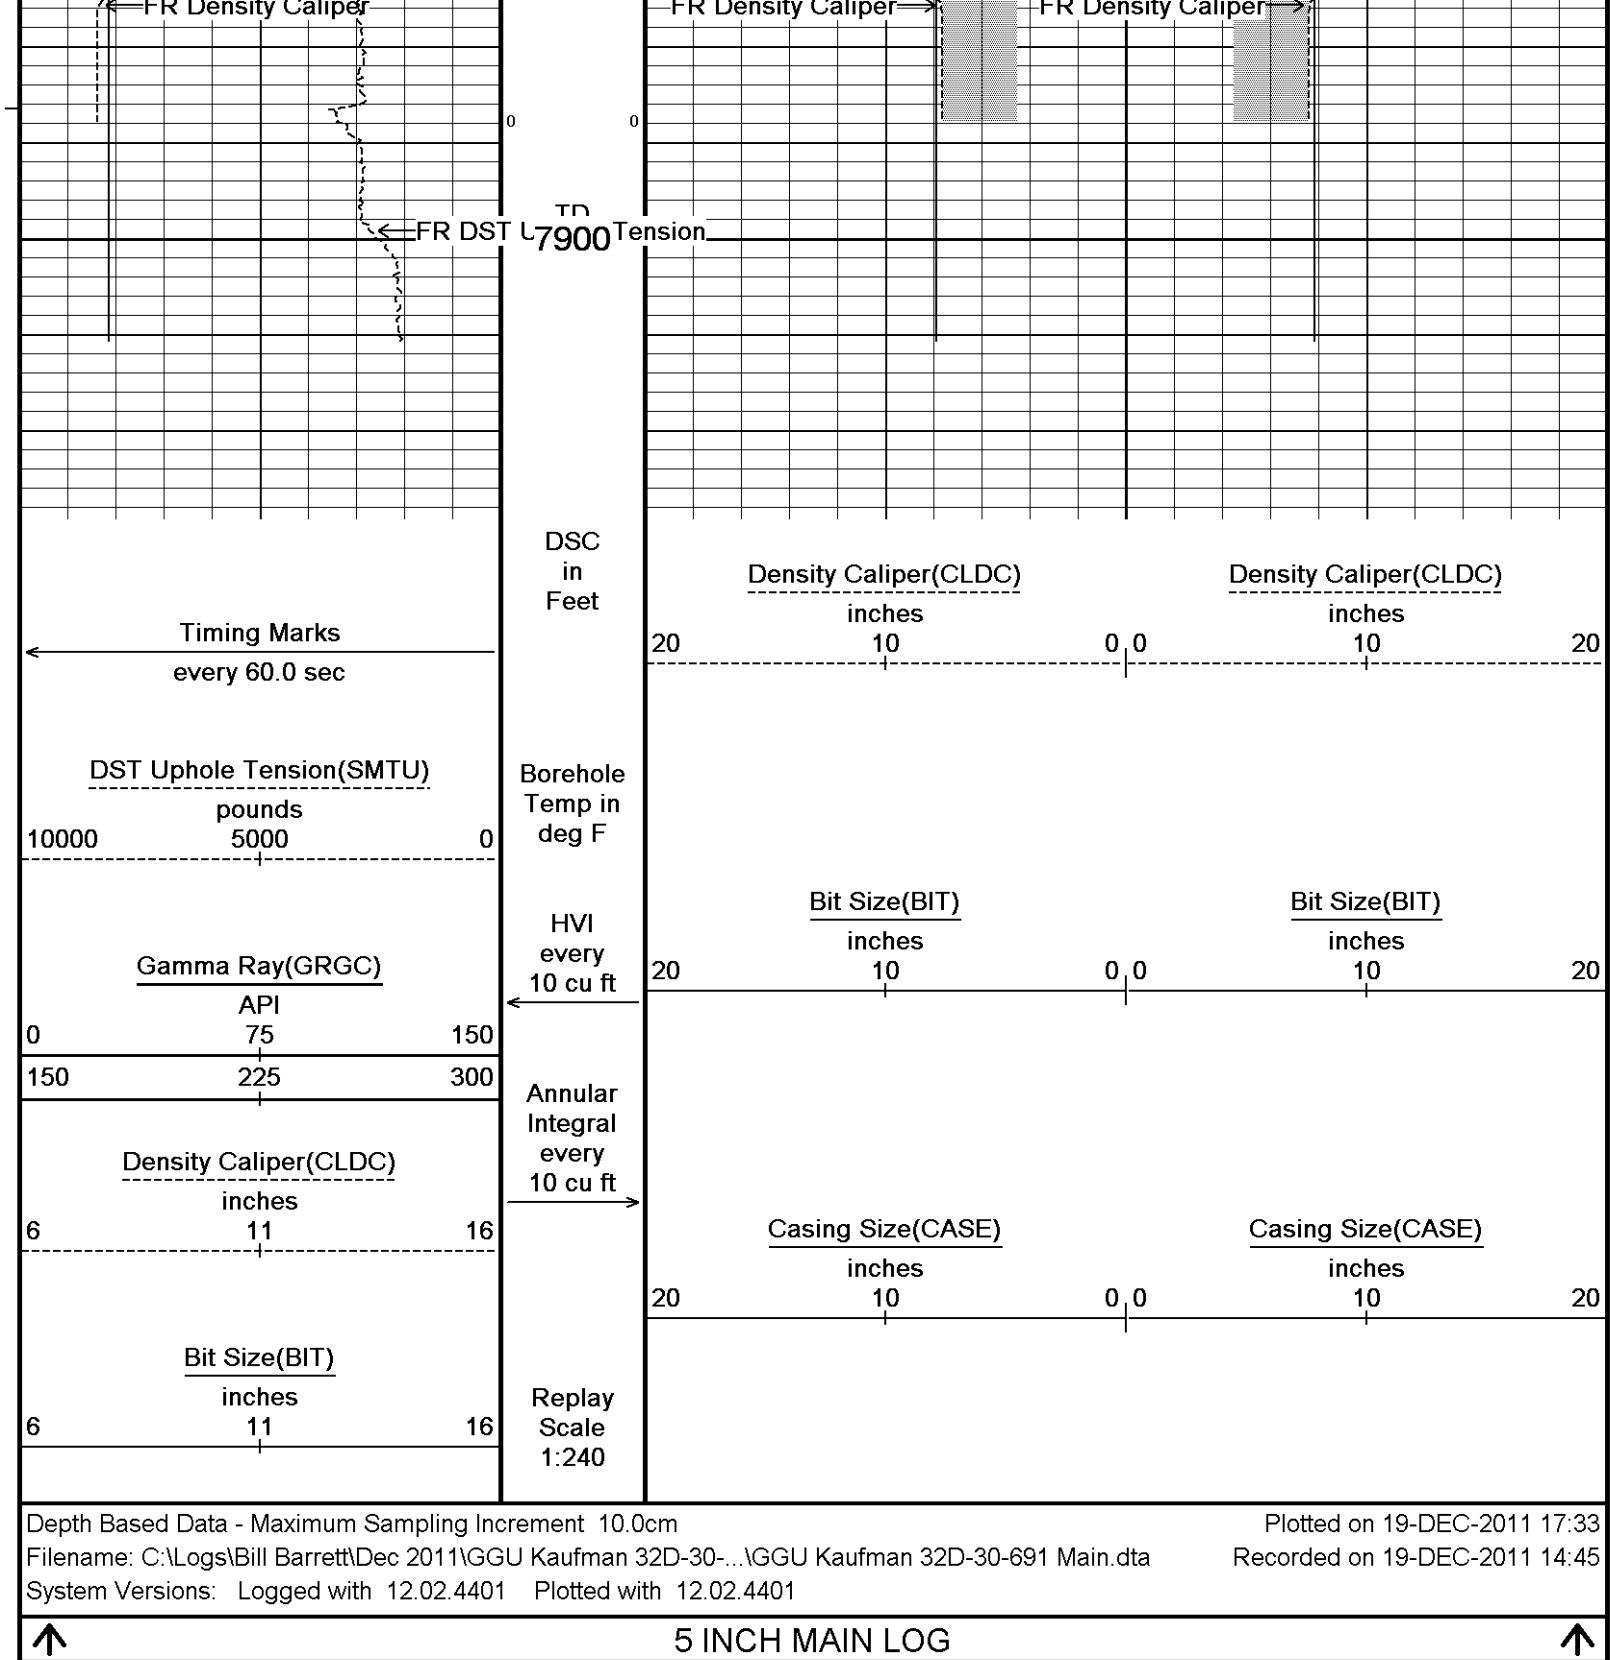 FR Density Caliper
FR Density Caliper
FR Density Caliper
0 0
TD
FR DST U 7900 Tension
DSC
in
Feet
Density Caliper(CLDC)
inches
20 10 0
Density Caliper(CLDC)
inches
0 10 20
Timing Marks
every 60.0 sec
DST Uphole Tension(SMTU)
pounds
10000 5000 0
Borehole
Temp in
deg F
Bit Size(BIT)
inches
20 10 0
Bit Size(BIT)
inches
0 10 20
HVI
every
10 cu ft
Gamma Ray(GRGC)
API
0 75 150
150 225 300
Annular
Integral
every
10 cu ft
Density Caliper(CLDC)
inches
6 11 16
Casing Size(CASE)
inches
20 10 0
Casing Size(CASE)
inches
0 10 20
Bit Size(BIT)
inches
6 11 16
Replay
Scale
1:240
Depth Based Data - Maximum Sampling Increment 10.0cm
Plotted on 19-DEC-2011 17:33
Filename: C:\Logs\Bill Barrett\Dec 2011\GGU Kaufman 32D-30-...\GGU Kaufman 32D-30-691 Main.dta
Recorded on 19-DEC-2011 14:45
System Versions: Logged with 12.02.4401 Plotted with 12.02.4401
5 INCH MAIN LOG